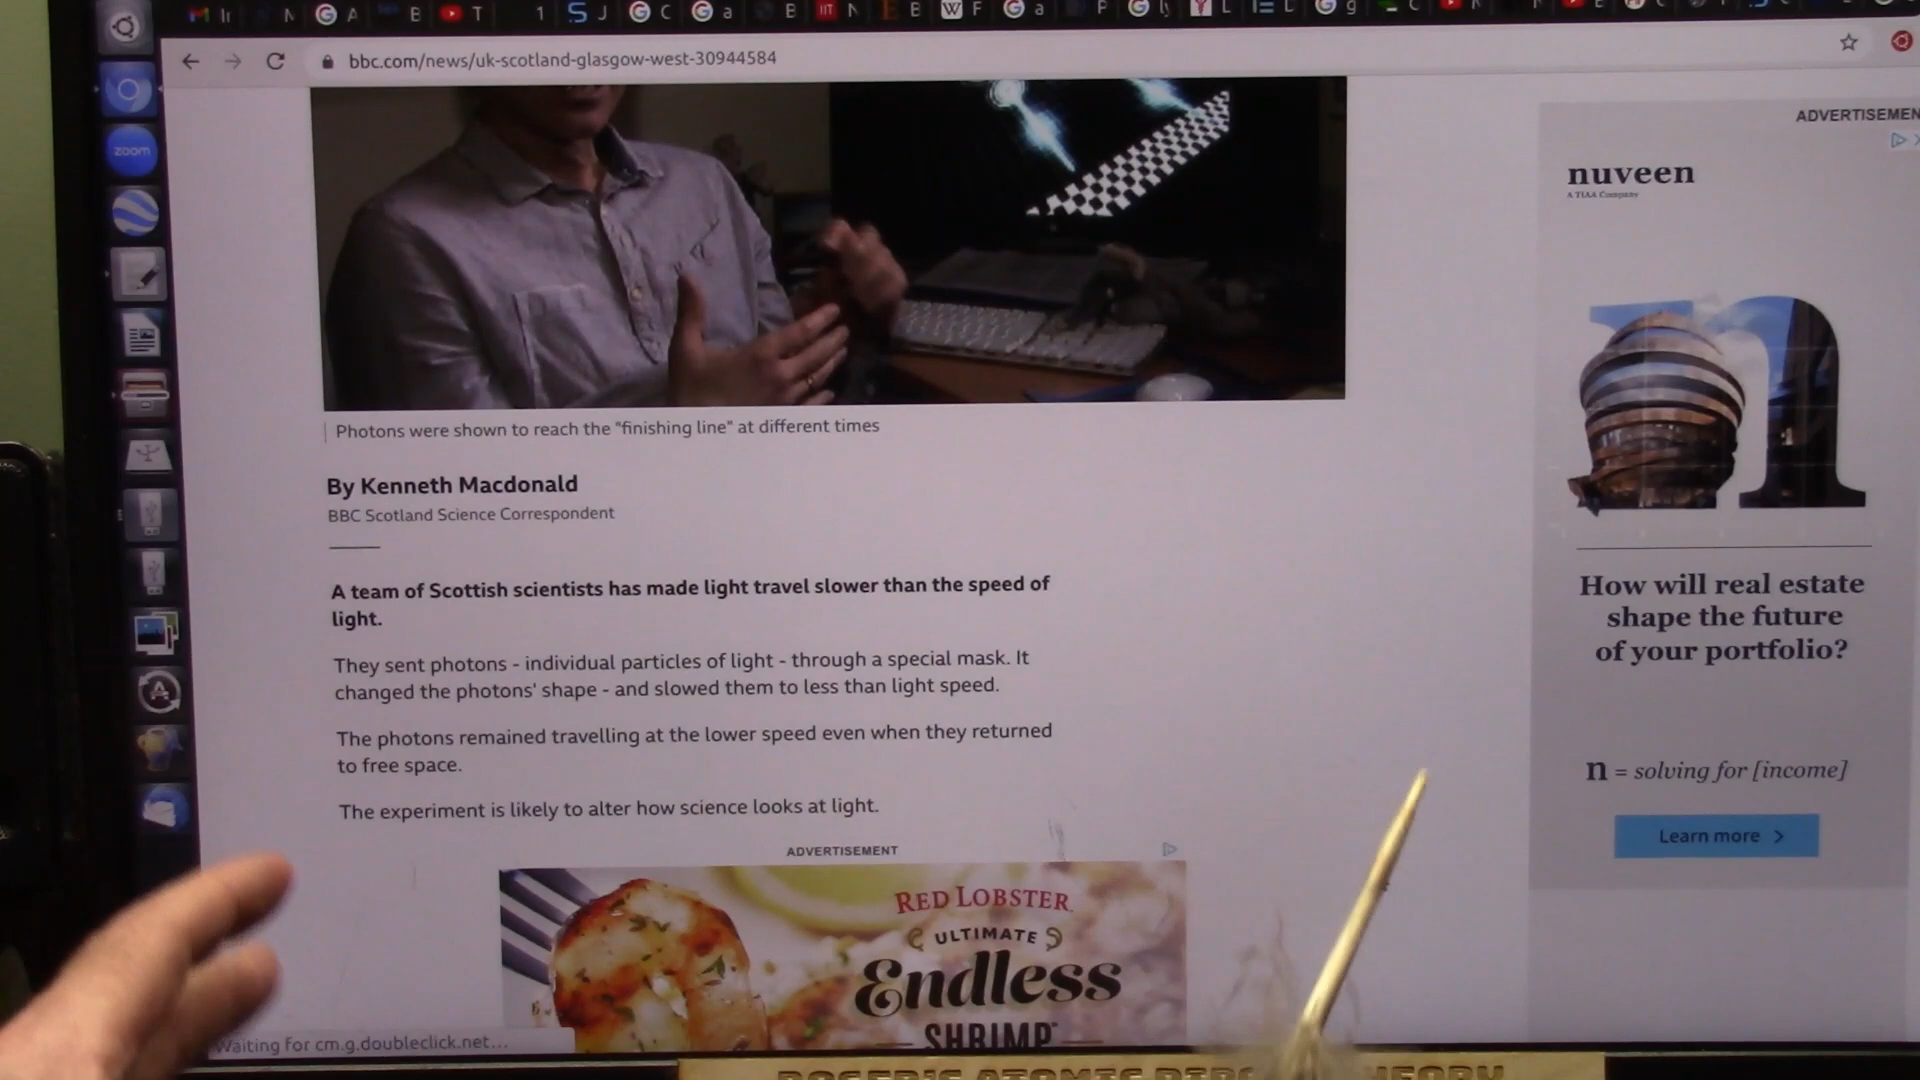 bbc.com/news/uk-scotland-glasgow-west-30944584
zoom
Photons were shown to reach the "finishing line" at different times
By Kenneth Macdonald
BBC Scotland Science Correspondent
A team of Scottish scientists has made light travel slower than the speed of
light.
They sent photons - individual particles of light - through a special mask. It
changed the photons' shape - and slowed them to less than light speed.
The photons remained travelling at the lower speed even when they returned
to free space.
The experiment is likely to alter how science looks at light.
ADVERTISEMENT
RED LOBSTER
ULTIMATE
Endless
SHRIMP
Waiting for cm.g.doubleclick.net...
ADVERTISEMEN
nuveen
A TIAA Company
n
How will real estate
shape the future
of your portfolio?
n = solving for [income]
Learn more >